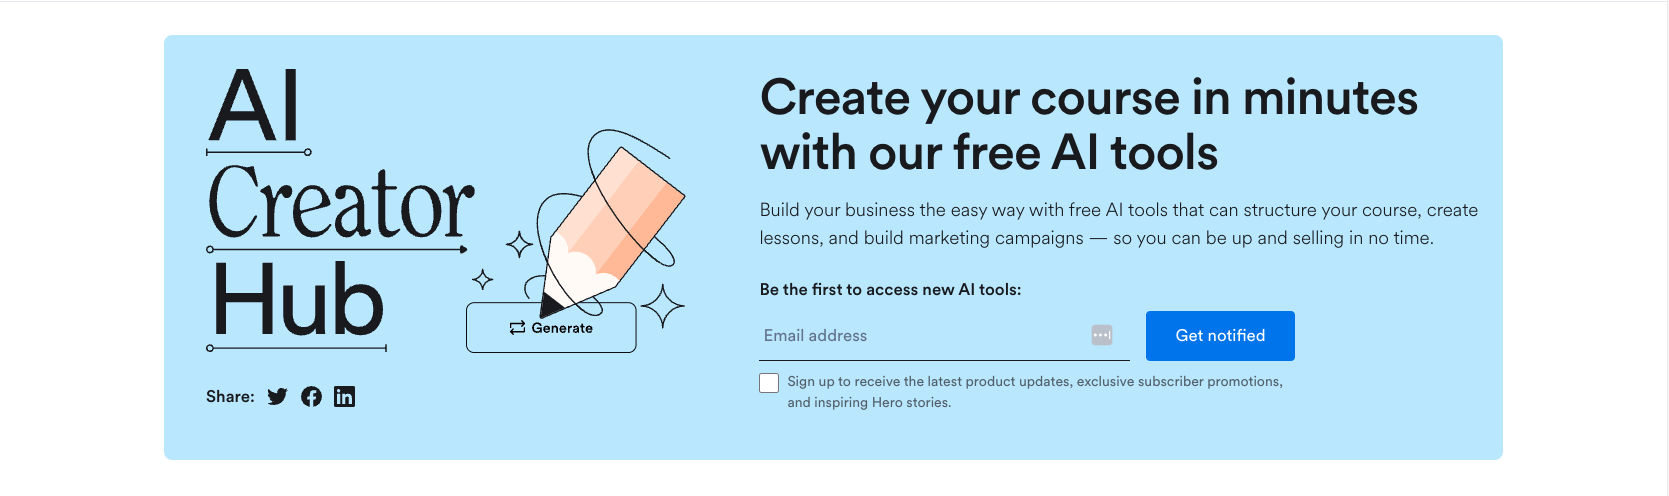 AI
Creator
Hub
Generate
Share:
Create your course in minutes
with our free AI tools
Build your business the easy way with free AI tools that can structure your course, create
lessons, and build marketing campaigns — so you can be up and selling in no time.
Be the first to access new AI tools:
Email address
Get notified
Sign up to receive the latest product updates, exclusive subscriber promotions,
and inspiring Hero stories.